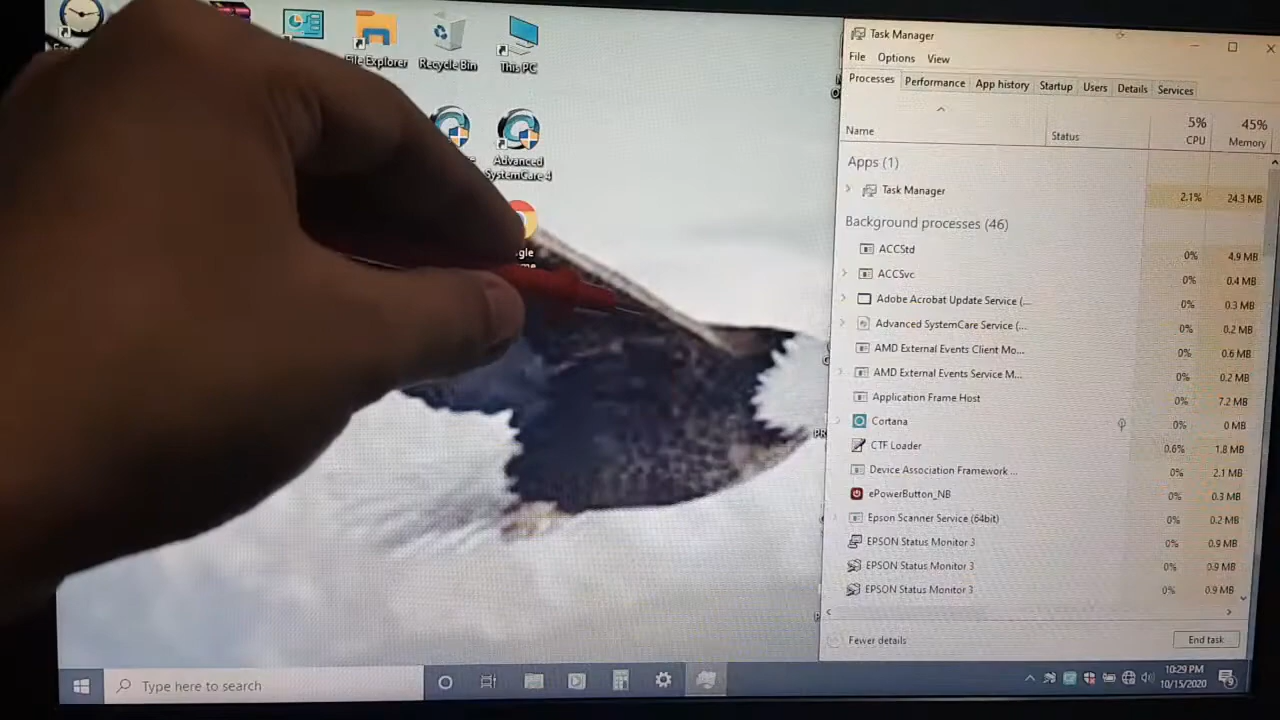 File Explorer
Recycle Bin
This PC
Advanced
SystemCare 4
Task Manager
File Options View
Processes Performance App history Startup Users Details Services
5% 45%
Name Status CPU Memory
Apps (1)
Task Manager 2.1% 24.3 MB
Background processes (46)
ACCStd 0% 4.9 MB
ACCSvc 0% 0.4 MB
Adobe Acrobat Update Service (... 0% 0.3 MB
Advanced SystemCare Service (... 0% 0.2 MB
AMD External Events Client Mo... 0% 0.6 MB
AMD External Events Service M... 0% 0.2 MB
Application Frame Host 0% 7.2 MB
Cortana 0% 0 MB
CTF Loader 0.6% 1.8 MB
Device Association Framework ... 0% 2.1 MB
ePowerButton_NB 0% 0.3 MB
Epson Scanner Service (64bit) 0% 0.2 MB
EPSON Status Monitor 3 0% 0.9 MB
EPSON Status Monitor 3 0% 0.9 MB
EPSON Status Monitor 3 0% 0.9 MB
Fewer details End task
Type here to search
10:29 PM
10/15/2020